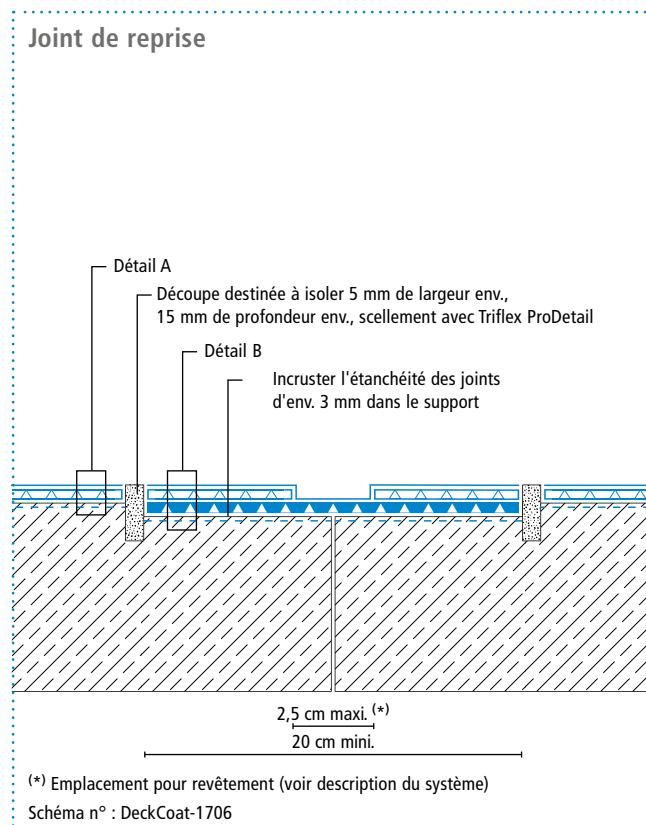 Joint de reprise
Détail A
Découpe destinée à isoler 5 mm de largeur env.,
15 mm de profondeur env., scellement avec Triflex ProDetail
Détail B
Incruster l'étanchéité des joints
d'env. 3 mm dans le support
2,5 cm maxi. (*)
20 cm mini.
(*) Emplacement pour revêtement (voir description du système)
Schéma n° : DeckCoat-1706